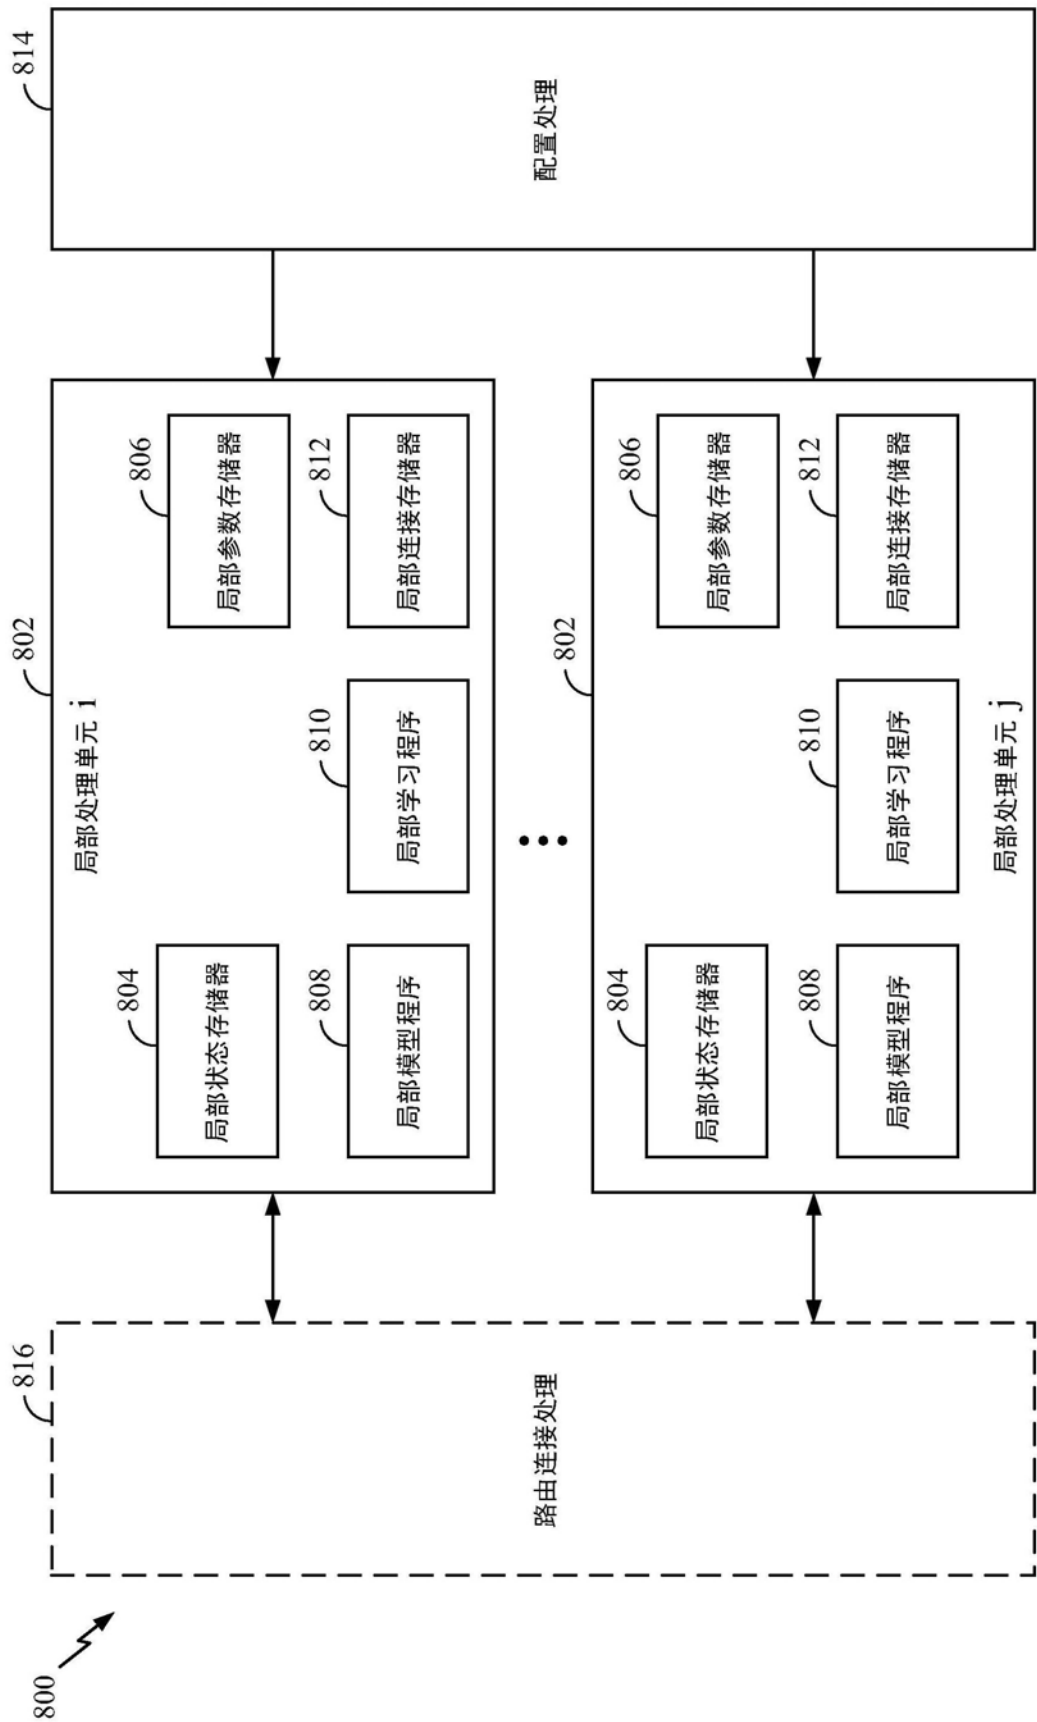 800
816
路由连接处理
802
局部处理单元 i
804
局部状态存储器
806
局部参数存储器
808
局部模型程序
810
局部学习程序
812
局部连接存储器
802
804
局部状态存储器
806
局部参数存储器
808
局部模型程序
810
局部学习程序
812
局部连接存储器
局部处理单元 j
814
配置处理